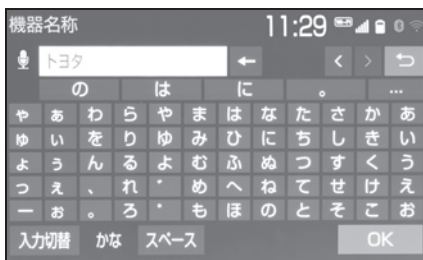 機器名称 11:29
トヨタ
の は に 。 ...
ゃ ぁ わ ら や ま は な た さ か あ
ゅ ぃ を り ゆ み ひ に ち し き い
ょ ぅ ん る よ む ふ ぬ つ す く う
っ ぇ 、 れ ゛ め へ ね て せ け え
ー ぉ 。 ろ ゜ も ほ の と そ こ お
入力切替 かな スペース OK